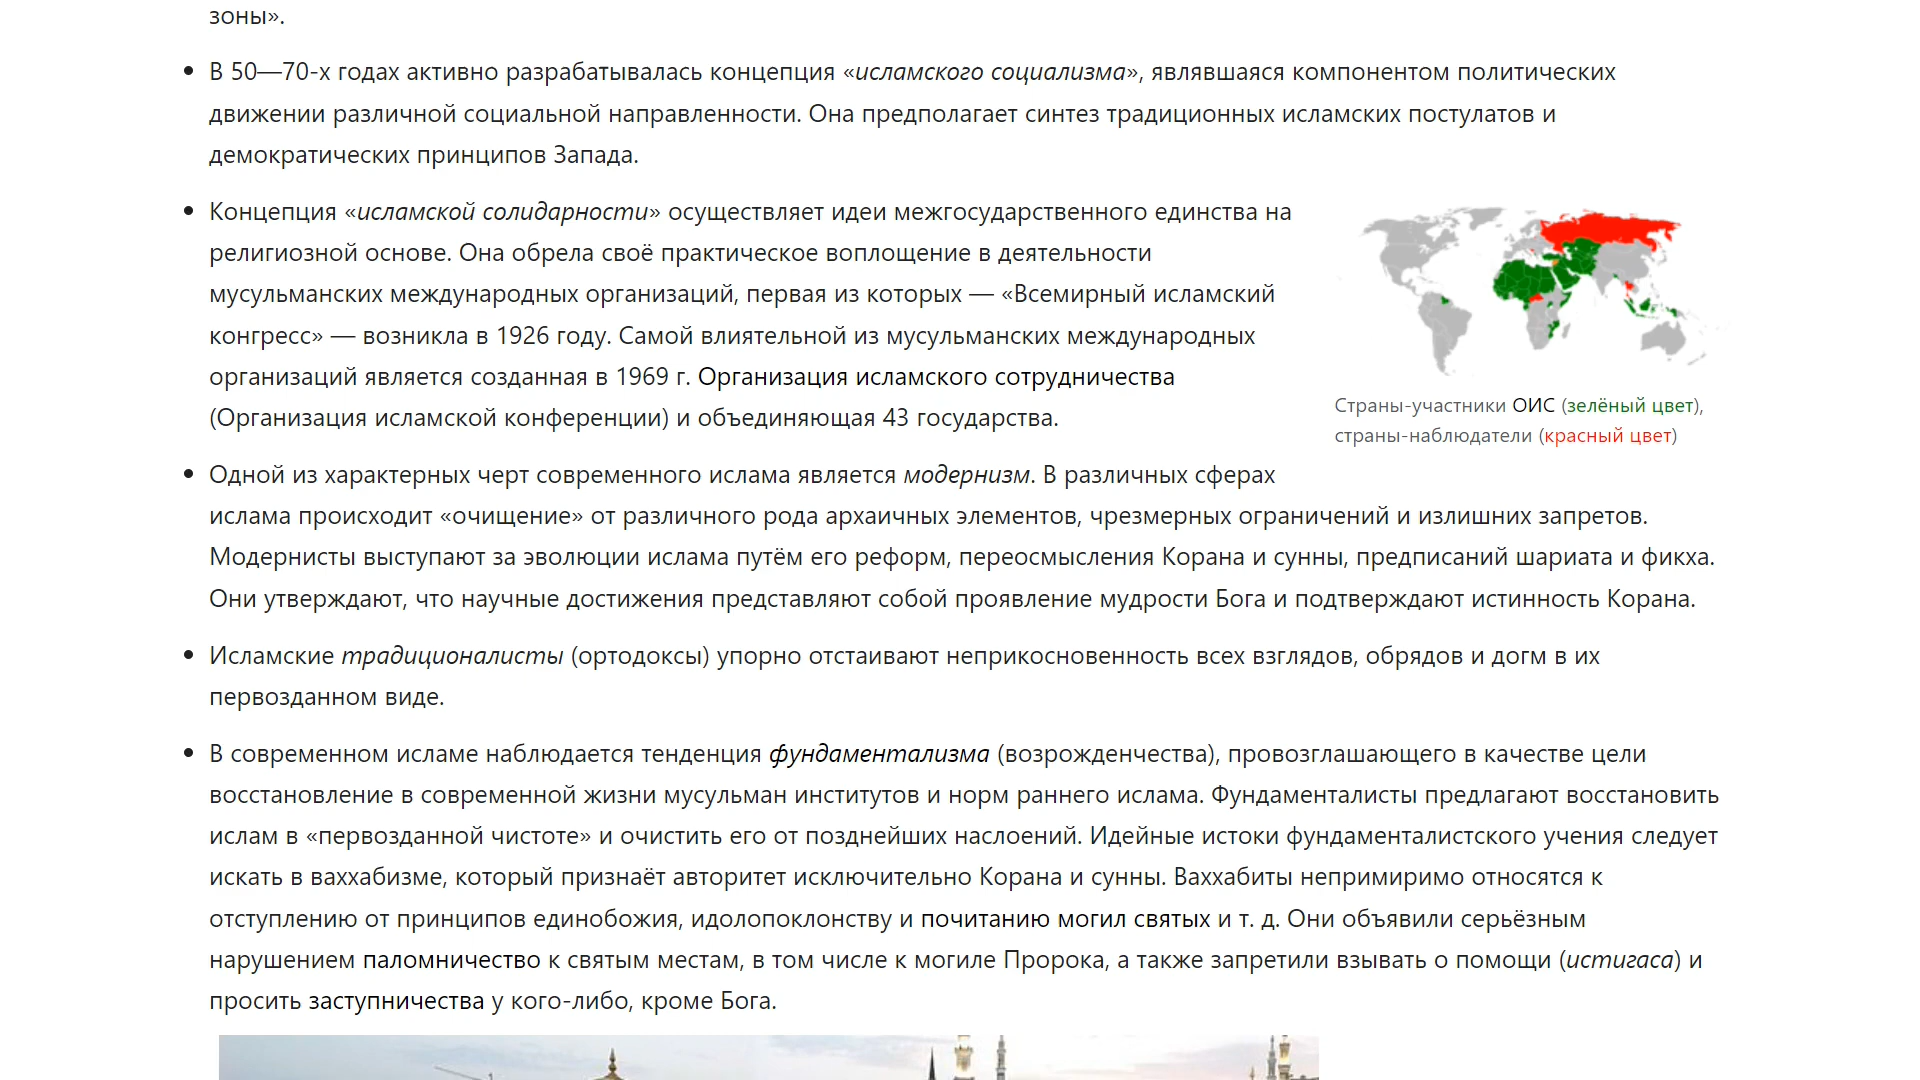 зоны».
В 50—70-х годах активно разрабатывалась концепция «исламского социализма», являвшаяся компонентом политических
движении различной социальной направленности. Она предполагает синтез традиционных исламских постулатов и
демократических принципов Запада.
Концепция «исламской солидарности» осуществляет идеи межгосударственного единства на
религиозной основе. Она обрела своё практическое воплощение в деятельности
мусульманских международных организаций, первая из которых — «Всемирный исламский
конгресс» — возникла в 1926 году. Самой влиятельной из мусульманских международных
организаций является созданная в 1969 г. Организация исламского сотрудничества
(Организация исламской конференции) и объединяющая 43 государства.
Страны-участники ОИС (зелёный цвет),
страны-наблюдатели (красный цвет)
Одной из характерных черт современного ислама является модернизм. В различных сферах
ислама происходит «очищение» от различного рода архаичных элементов, чрезмерных ограничений и излишних запретов.
Модернисты выступают за эволюции ислама путём его реформ, переосмысления Корана и сунны, предписаний шариата и фикха.
Они утверждают, что научные достижения представляют собой проявление мудрости Бога и подтверждают истинность Корана.
Исламские традиционалисты (ортодоксы) упорно отстаивают неприкосновенность всех взглядов, обрядов и догм в их
первозданном виде.
В современном исламе наблюдается тенденция фундаментализма (возрожденчества), провозглашающего в качестве цели
восстановление в современной жизни мусульман институтов и норм раннего ислама. Фундаменталисты предлагают восстановить
ислам в «первозданной чистоте» и очистить его от позднейших наслоений. Идейные истоки фундаменталистского учения следует
искать в ваххабизме, который признаёт авторитет исключительно Корана и сунны. Ваххабиты непримиримо относятся к
отступлению от принципов единобожия, идолопоклонству и почитанию могил святых и т. д. Они объявили серьёзным
нарушением паломничество к святым местам, в том числе к могиле Пророка, а также запретили взывать о помощи (истигаса) и
просить заступничества у кого-либо, кроме Бога.